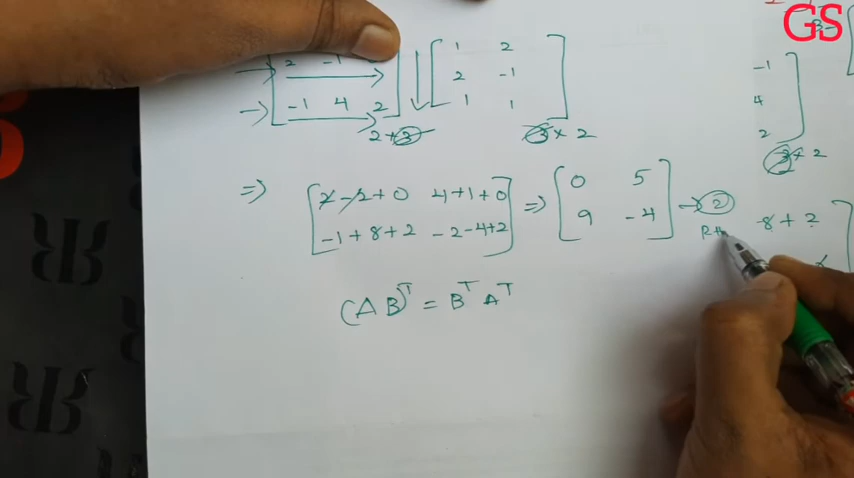 GS
2 -1
-1 4 2
2 × 3
1 2
2 -1
1 1
3 × 2
-1
4
2
3 × 2
=> [2 - 2 + 0 4 + 1 + 0
-1 + 8 + 2 -2 - 4 + 2] => [0 5
9 -4] → 2
-8 + 2
(AB)ᵀ = Bᵀ Aᵀ